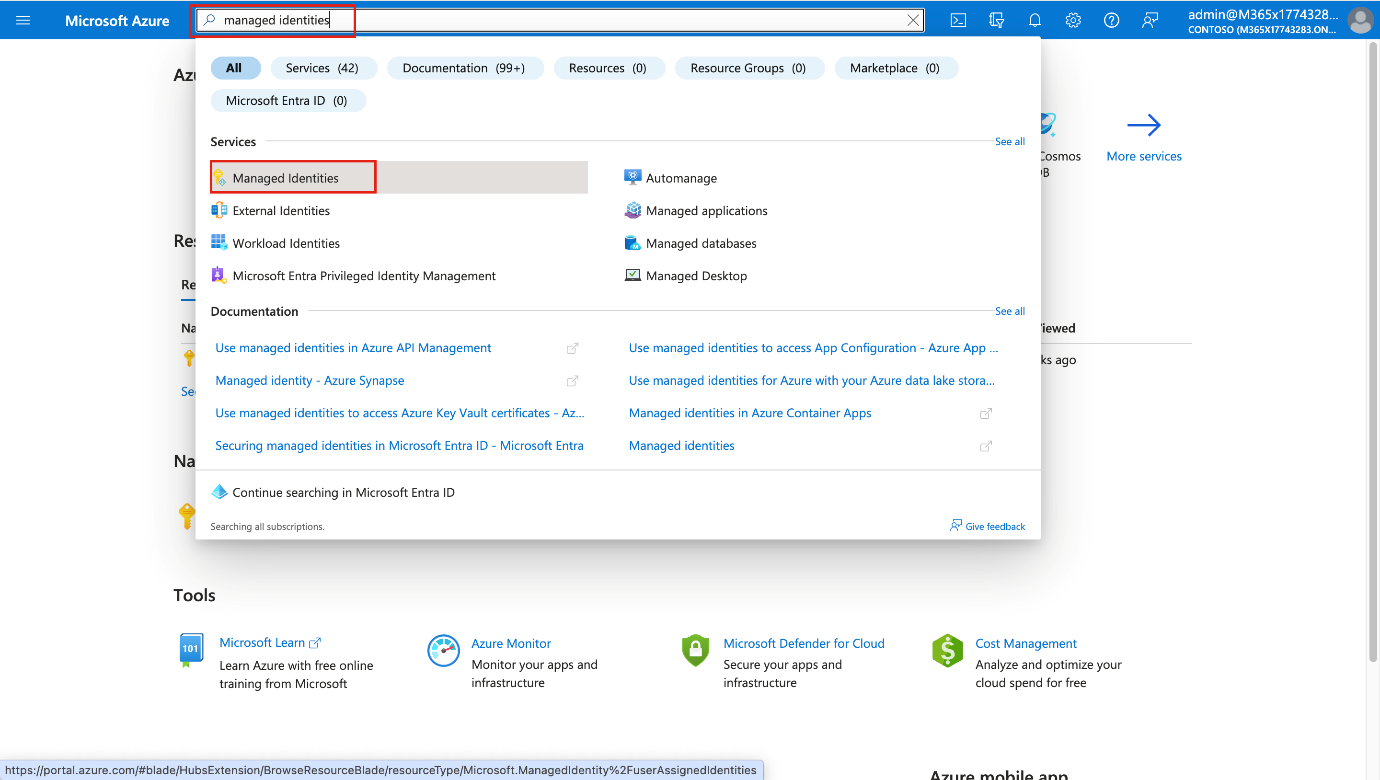 Microsoft Azure
managed identities
admin@M365x1774328...
CONTOSO (M365X17743283.ON...
All
Services (42)
Documentation (99+)
Resources (0)
Resource Groups (0)
Marketplace (0)
Microsoft Entra ID (0)
Services
See all
Managed Identities
Automanage
External Identities
Managed applications
Workload Identities
Managed databases
Microsoft Entra Privileged Identity Management
Managed Desktop
Documentation
See all
Use managed identities in Azure API Management
Use managed identities to access App Configuration - Azure App ...
Managed identity - Azure Synapse
Use managed identities for Azure with your Azure data lake stora...
Use managed identities to access Azure Key Vault certificates - Az...
Managed identities in Azure Container Apps
Securing managed identities in Microsoft Entra ID - Microsoft Entra
Managed identities
Continue searching in Microsoft Entra ID
Searching all subscriptions.
Give feedback
Cosmos
More services
ks ago
Tools
101
Microsoft Learn
Learn Azure with free online
training from Microsoft
Azure Monitor
Monitor your apps and
infrastructure
Microsoft Defender for Cloud
Secure your apps and
infrastructure
Cost Management
Analyze and optimize your
cloud spend for free
Azure mobile app
https://portal.azure.com/#blade/HubsExtension/BrowseResourceBlade/resourceType/Microsoft.ManagedIdentity%2FuserAssignedIdentities